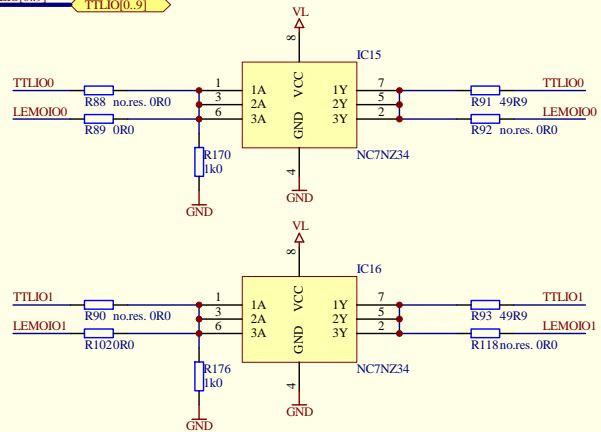 TTLIO[0..9]
VL
8
IC15
TTLIO0 1 1A VCC 1Y 7 TTLIO0
R88 no.res. 0R0 3 2A 2Y 5 R91 49R9
LEMOIO0 6 3A GND 3Y 2 LEMOIO0
R89 0R0 R92 no.res. 0R0
R170 NC7NZ34
1k0
4
GND GND
VL
8
IC16
TTLIO1 1 1A VCC 1Y 7 TTLIO1
R90 no.res. 0R0 3 2A 2Y 5 R93 49R9
LEMOIO1 6 3A GND 3Y 2 LEMOIO1
R102 0R0 R118 no.res. 0R0
R176 NC7NZ34
1k0
4
GND GND